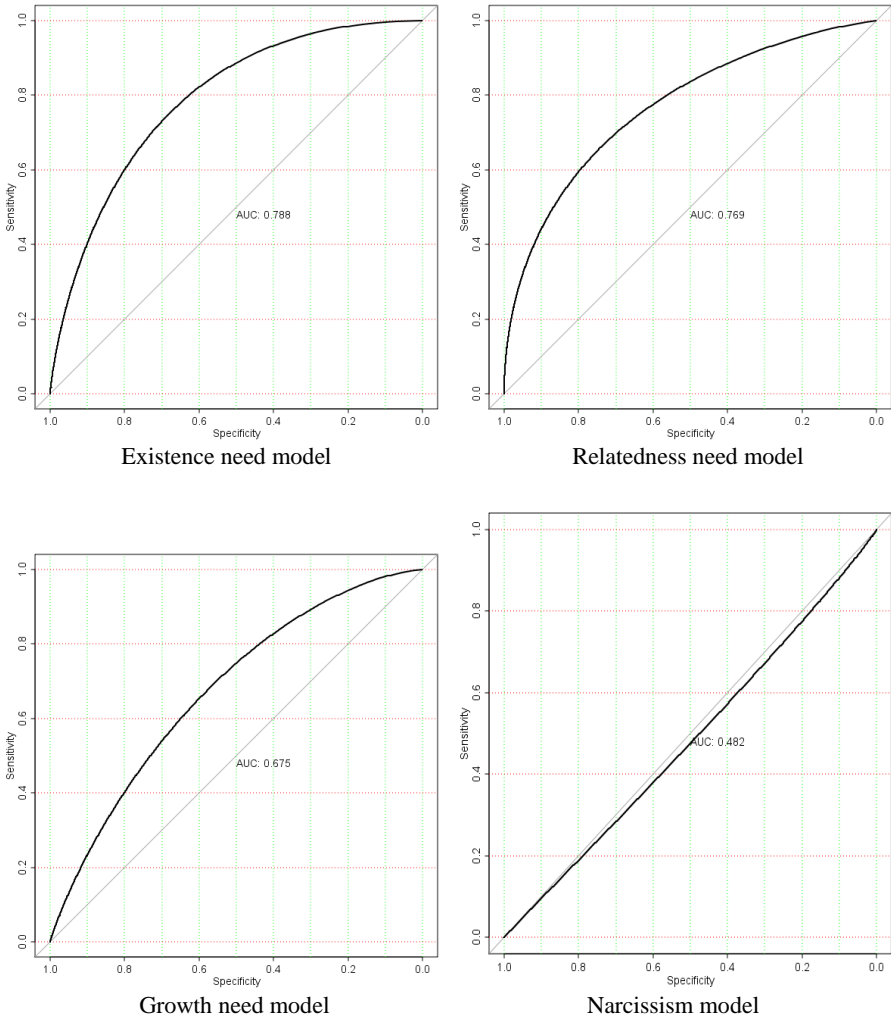 1.0
0.8
0.6
0.4
0.2
0.0
Sensitivity
AUC: 0.788
1.0 0.8 0.6 0.4 0.2 0.0
Specificity
Existence need model
1.0
0.8
0.6
0.4
0.2
0.0
Sensitivity
AUC: 0.769
1.0 0.8 0.6 0.4 0.2 0.0
Specificity
Relatedness need model
1.0
0.8
0.6
0.4
0.2
0.0
Sensitivity
AUC: 0.675
1.0 0.8 0.6 0.4 0.2 0.0
Specificity
Growth need model
1.0
0.8
0.6
0.4
0.2
0.0
Sensitivity
AUC: 0.482
1.0 0.8 0.6 0.4 0.2 0.0
Specificity
Narcissism model